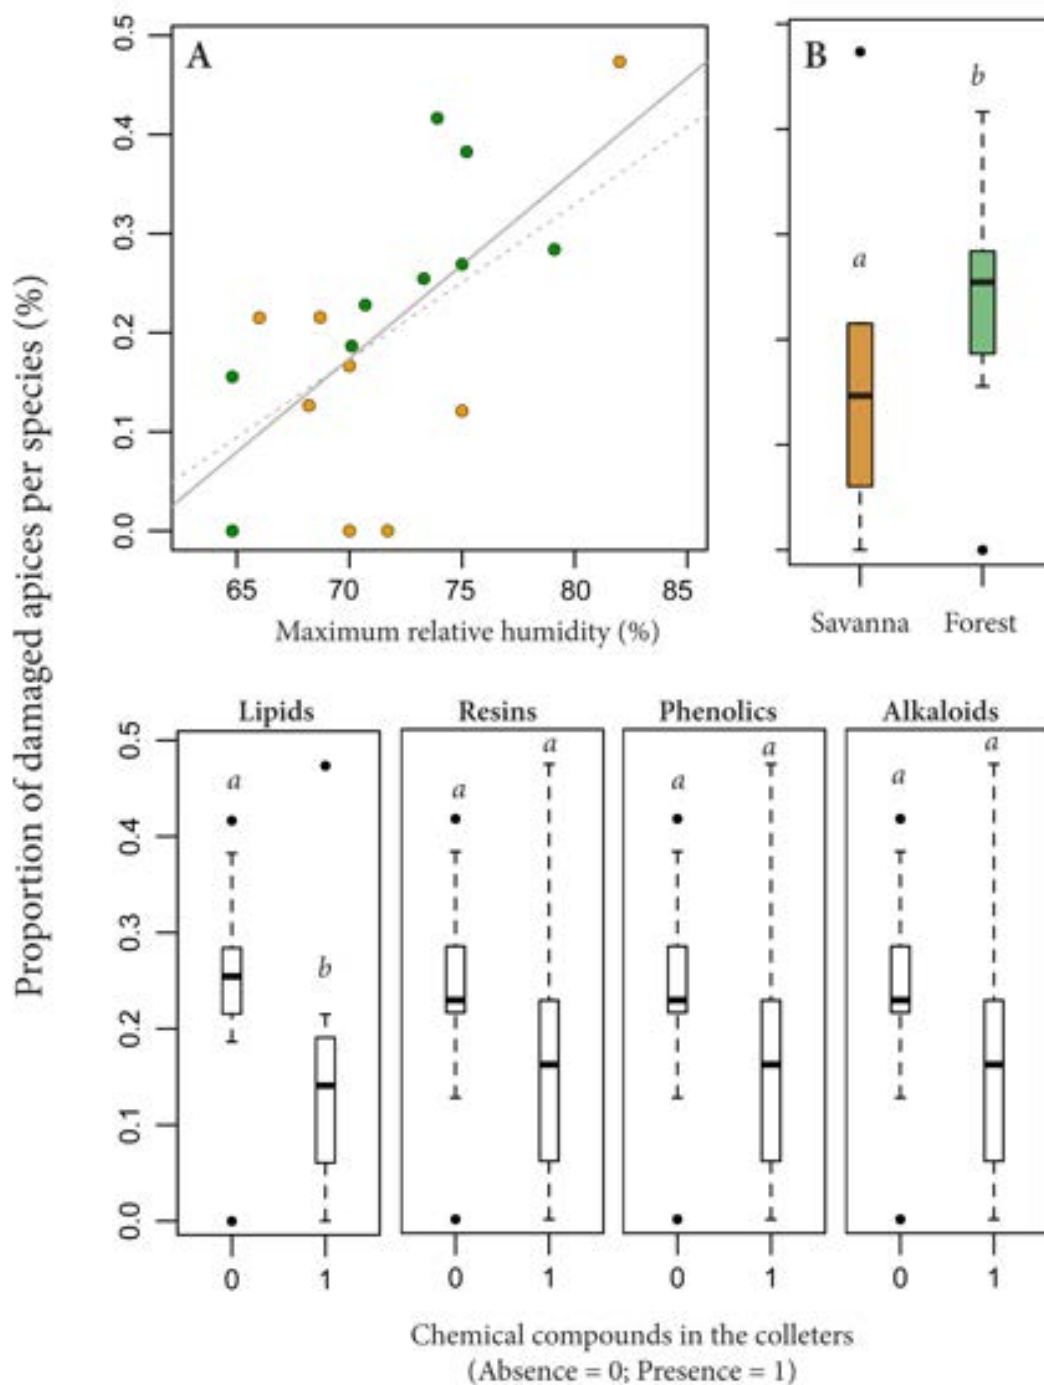 Proportion of damaged apices per species (%)
A
0.5
0.4
0.3
0.2
0.1
0.0
65 70 75 80 85
Maximum relative humidity (%)
B
a
b
Savanna Forest
Lipids Resins Phenolics Alkaloids
0.5
0.4
0.3
0.2
0.1
0.0
a b
a a
a a
a a
0 1 0 1 0 1 0 1
Chemical compounds in the colleters
(Absence = 0; Presence = 1)